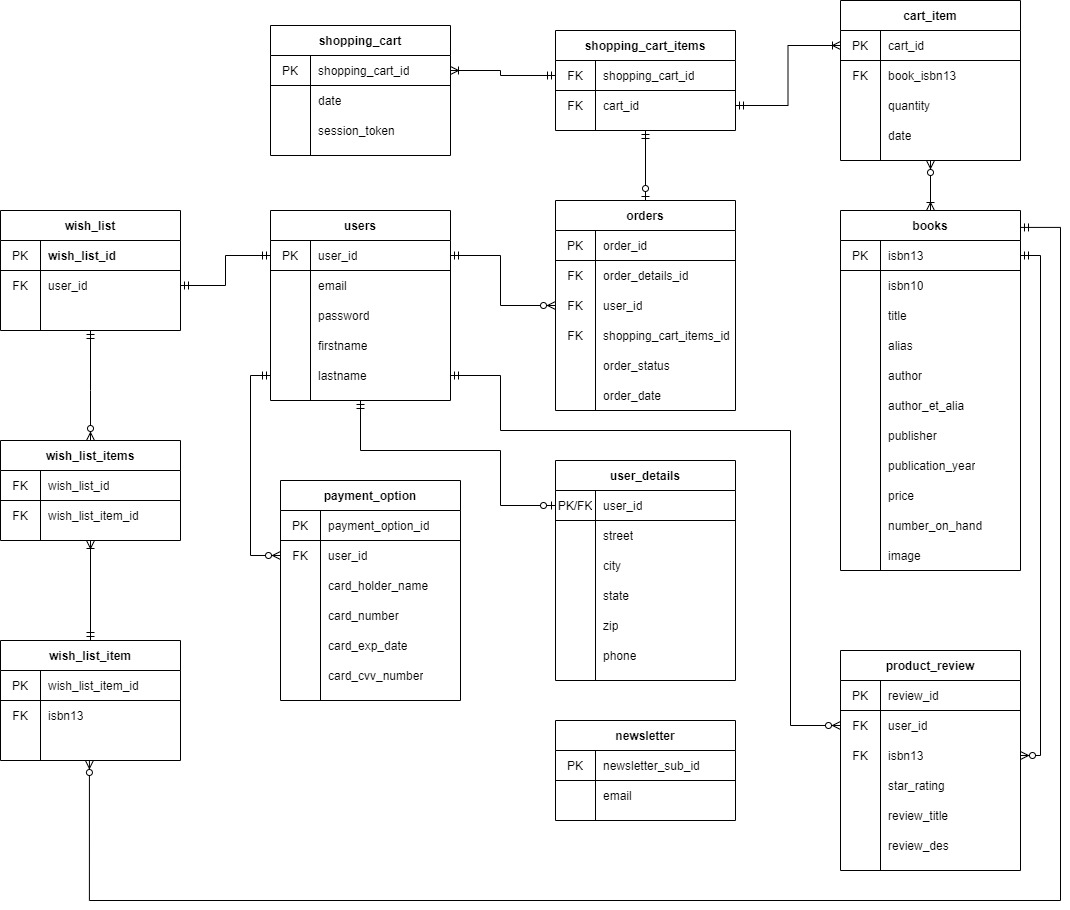 shopping_cart
PK shopping_cart_id
date
session_token
shopping_cart_items
FK shopping_cart_id
FK cart_id
cart_item
PK cart_id
FK book_isbn13
quantity
date
wish_list
PK wish_list_id
FK user_id
users
PK user_id
email
password
firstname
lastname
orders
PK order_id
FK order_details_id
FK user_id
FK shopping_cart_items_id
order_status
order_date
books
PK isbn13
isbn10
title
alias
author
author_et_alia
publisher
publication_year
price
number_on_hand
image
wish_list_items
FK wish_list_id
FK wish_list_item_id
payment_option
PK payment_option_id
FK user_id
card_holder_name
card_number
card_exp_date
card_cvv_number
user_details
PK/FK user_id
street
city
state
zip
phone
wish_list_item
PK wish_list_item_id
FK isbn13
newsletter
PK newsletter_sub_id
email
product_review
PK review_id
FK user_id
FK isbn13
star_rating
review_title
review_des